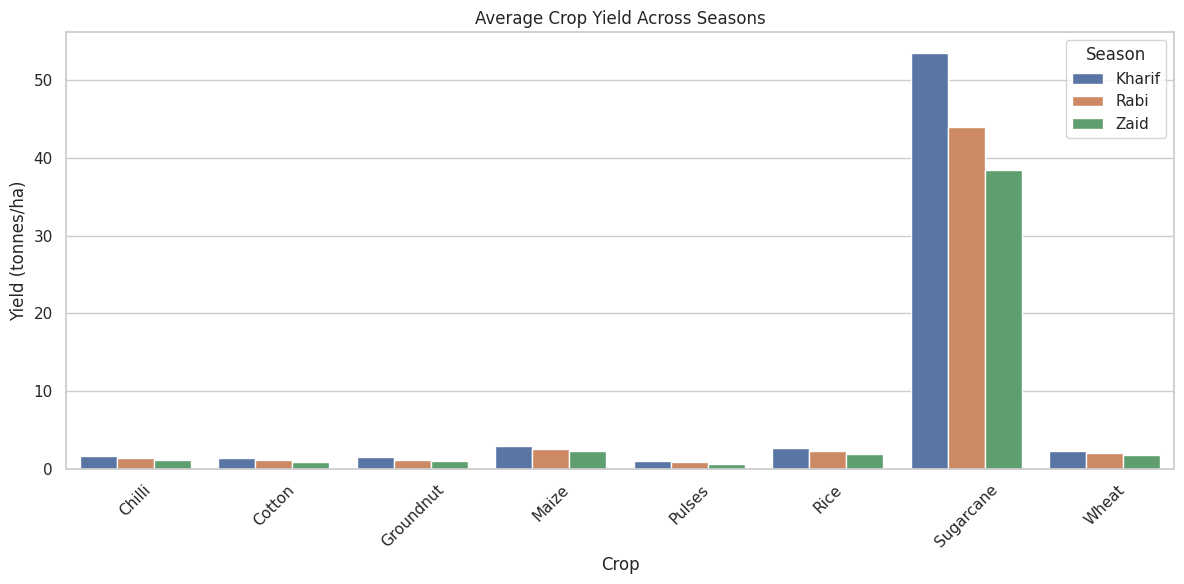 Average Crop Yield Across Seasons
Season
Kharif
Rabi
Zaid
Yield (tonnes/ha)
50
40
30
20
10
0
Chilli
Cotton
Groundnut
Maize
Pulses
Rice
Sugarcane
Wheat
Crop